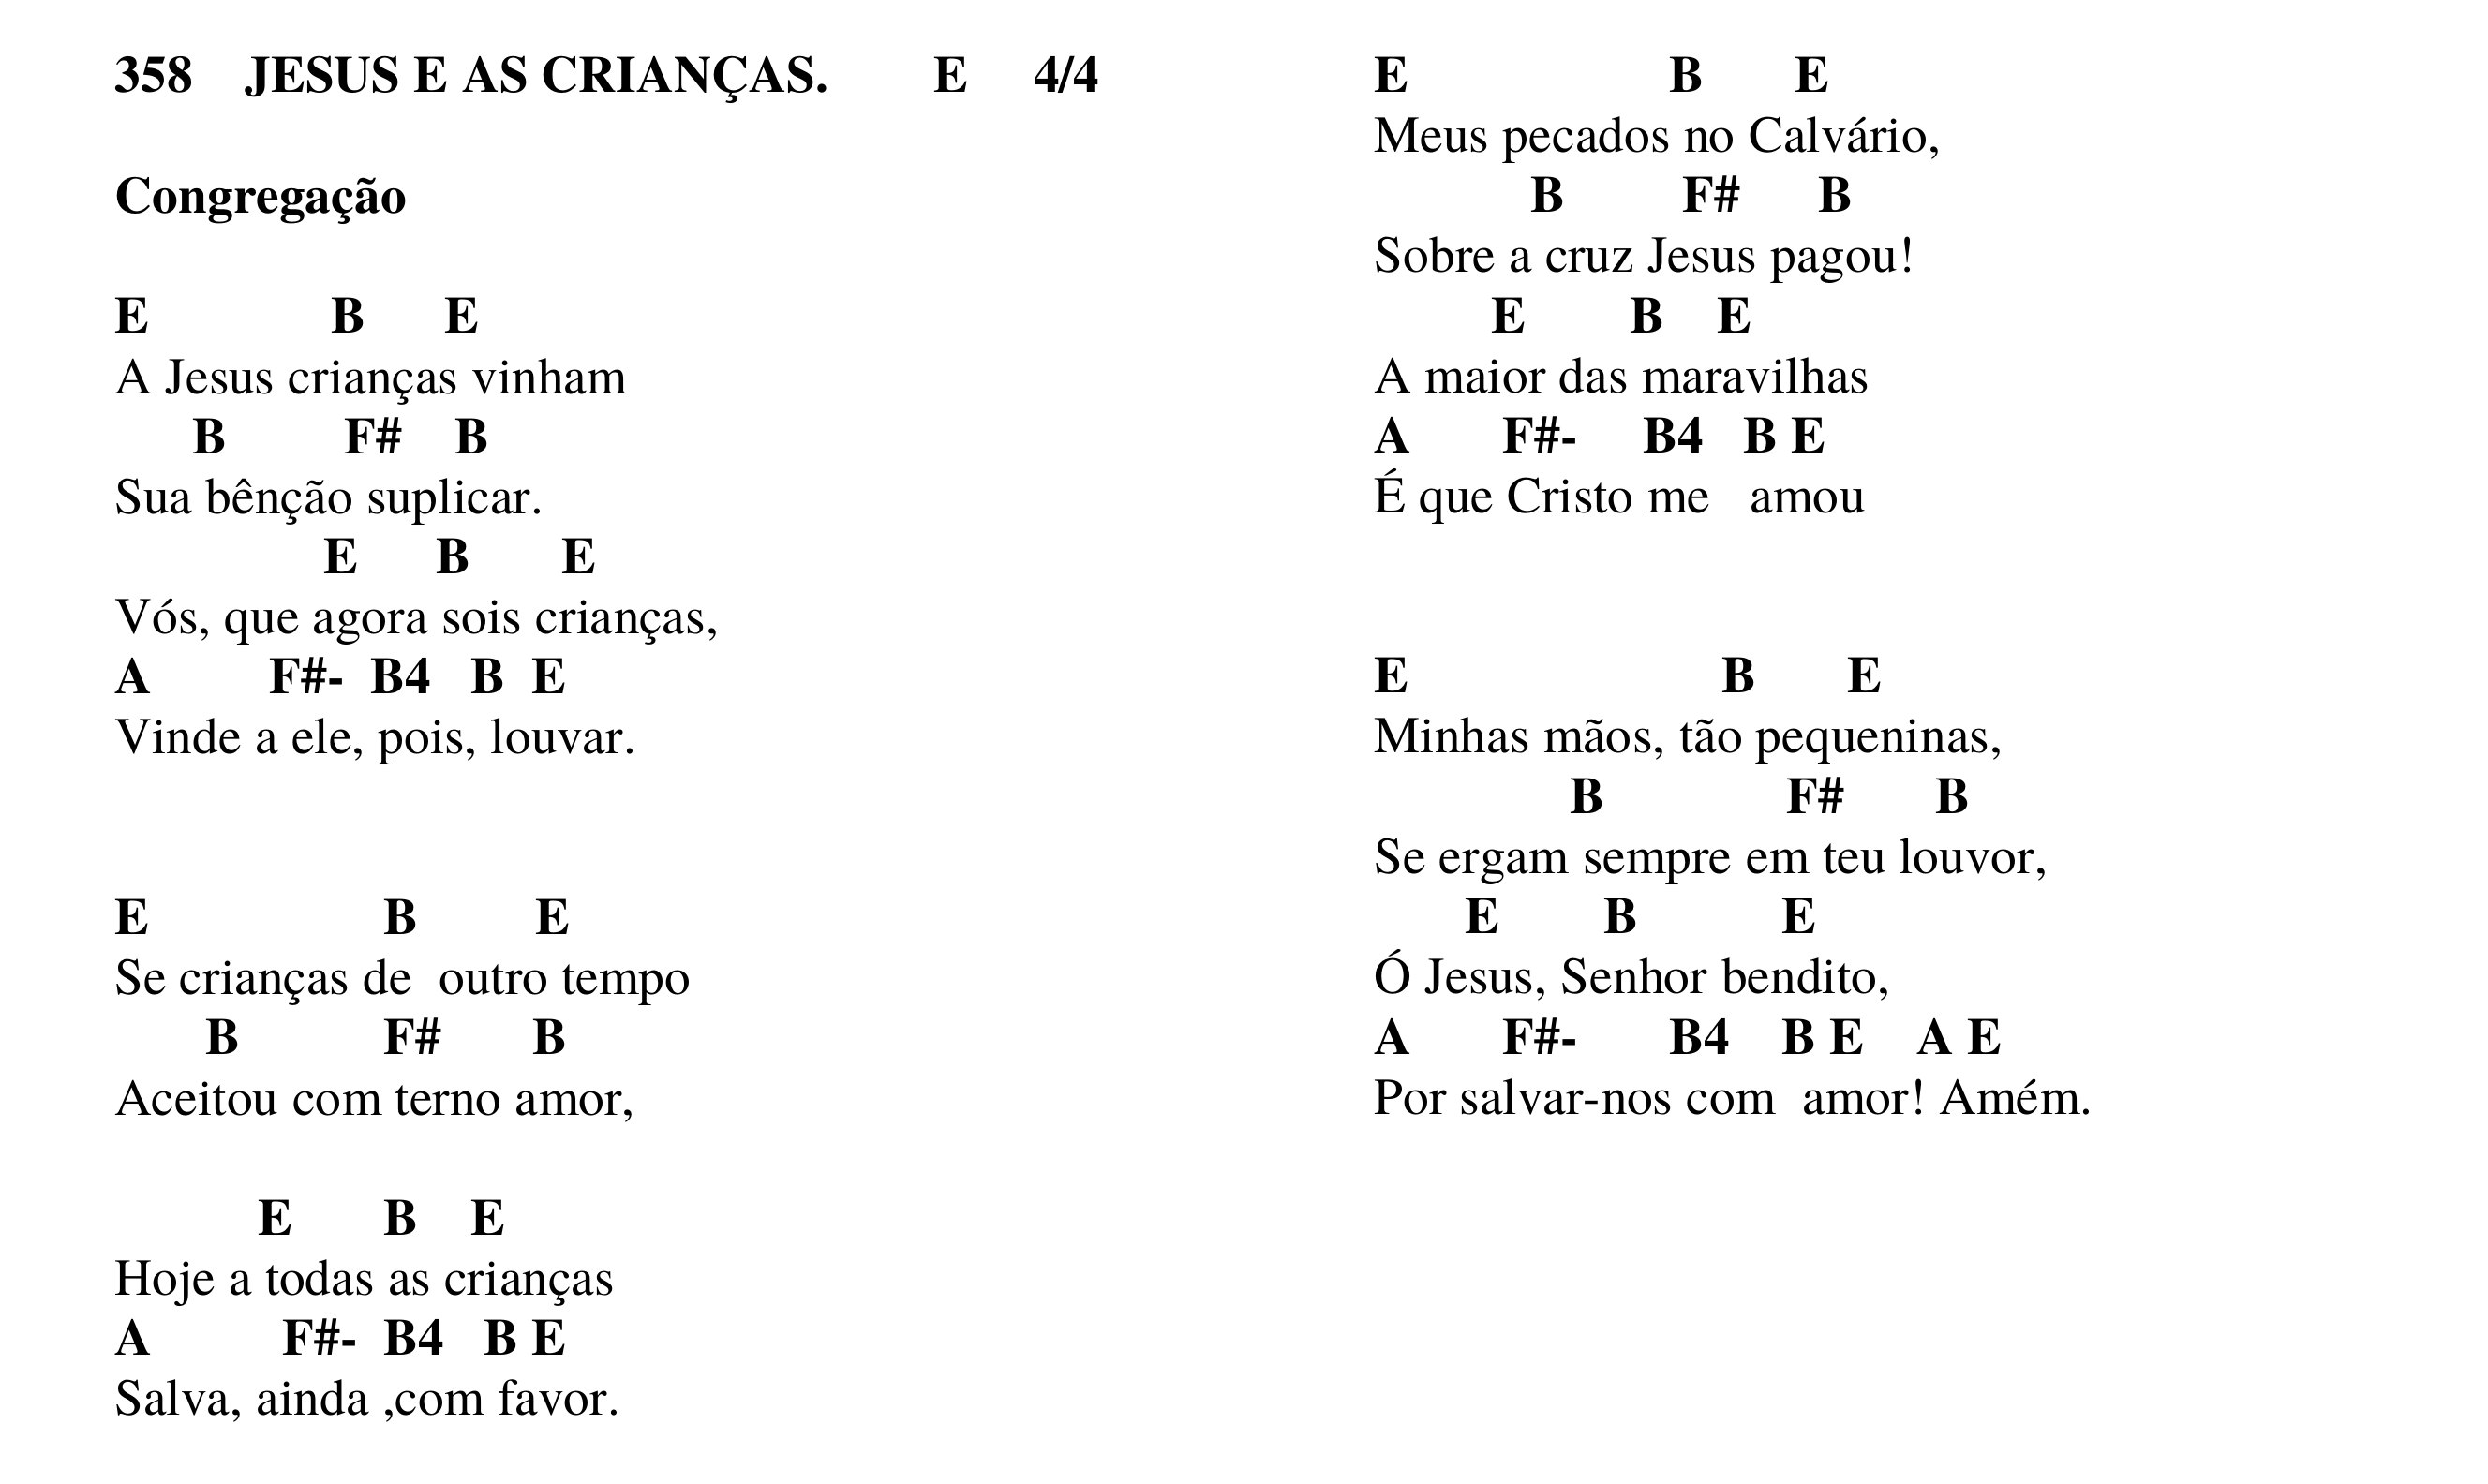 358 JESUS E AS CRIANÇAS. E 4/4
Congregação
E B E
A Jesus crianças vinham
B F# B
Sua bênção suplicar.
E B E
Vós, que agora sois crianças,
A F#- B4 B E
Vinde a ele, pois, louvar.
E B E
Se crianças de outro tempo
B F# B
Aceitou com terno amor,
E B E
Hoje a todas as crianças
A F#- B4 B E
Salva, ainda ,com favor.
E B E
Meus pecados no Calvário,
B F# B
Sobre a cruz Jesus pagou!
E B E
A maior das maravilhas
A F#- B4 B E
É que Cristo me amou
E B E
Minhas mãos, tão pequeninas,
B F# B
Se ergam sempre em teu louvor,
E B E
Ó Jesus, Senhor bendito,
A F#- B4 B E A E
Por salvar-nos com amor! Amém.